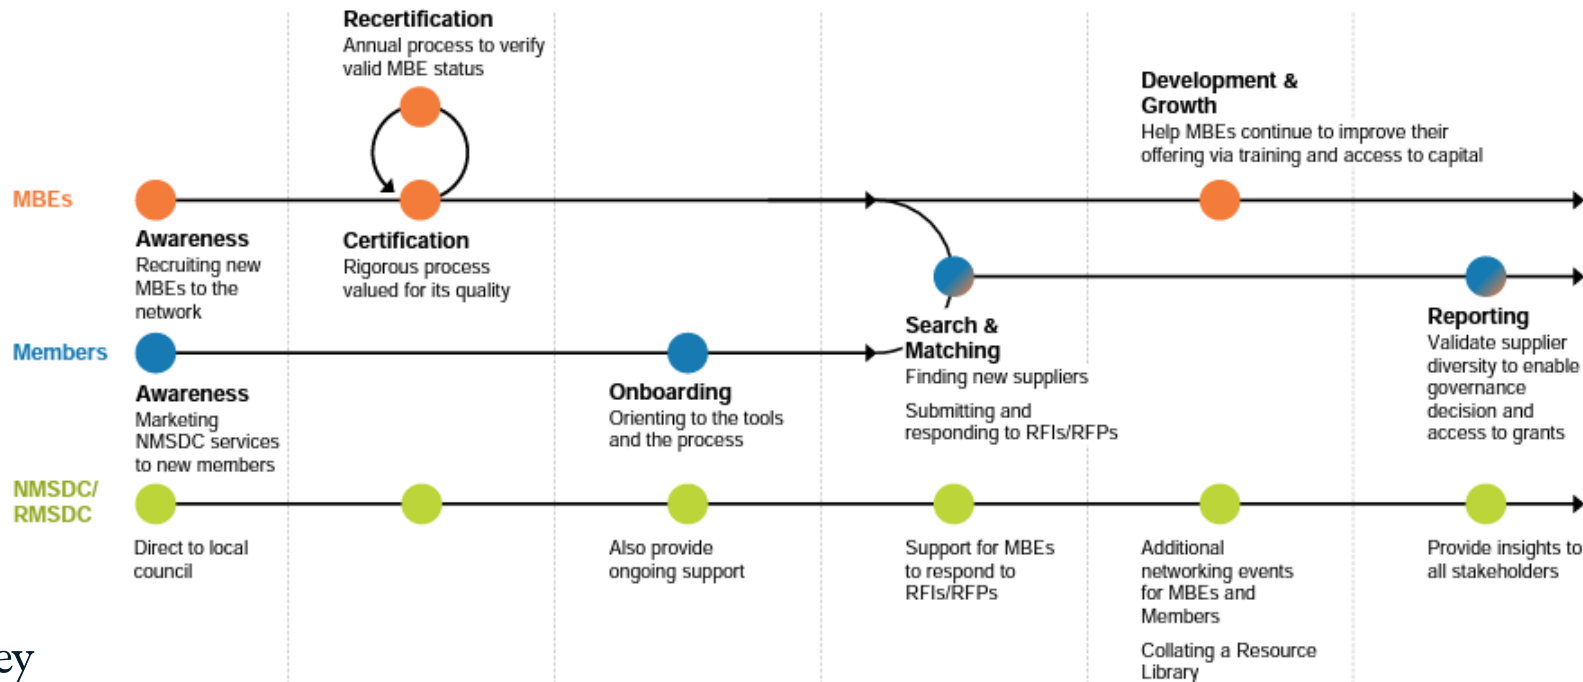 Recertification
Annual process to verify
valid MBE status
Development &
Growth
Help MBEs continue to improve their
offering via training and access to capital
MBEs
Awareness
Recruiting new
MBEs to the
network
Certification
Rigorous process
valued for its quality
Members
Awareness
Marketing
NMSDC services
to new members
Onboarding
Orienting to the tools
and the process
Search &
Matching
Finding new suppliers
Submitting and
responding to RFIs/RFPs
Reporting
Validate supplier
diversity to enable
governance
decision and
access to grants
NMSDC/
RMSDC
Direct to local
council
Also provide
ongoing support
Support for MBEs
to respond to
RFIs/RFPs
Additional
networking events
for MBEs and
Members
Collating a Resource
Library
Provide insights to
all stakeholders